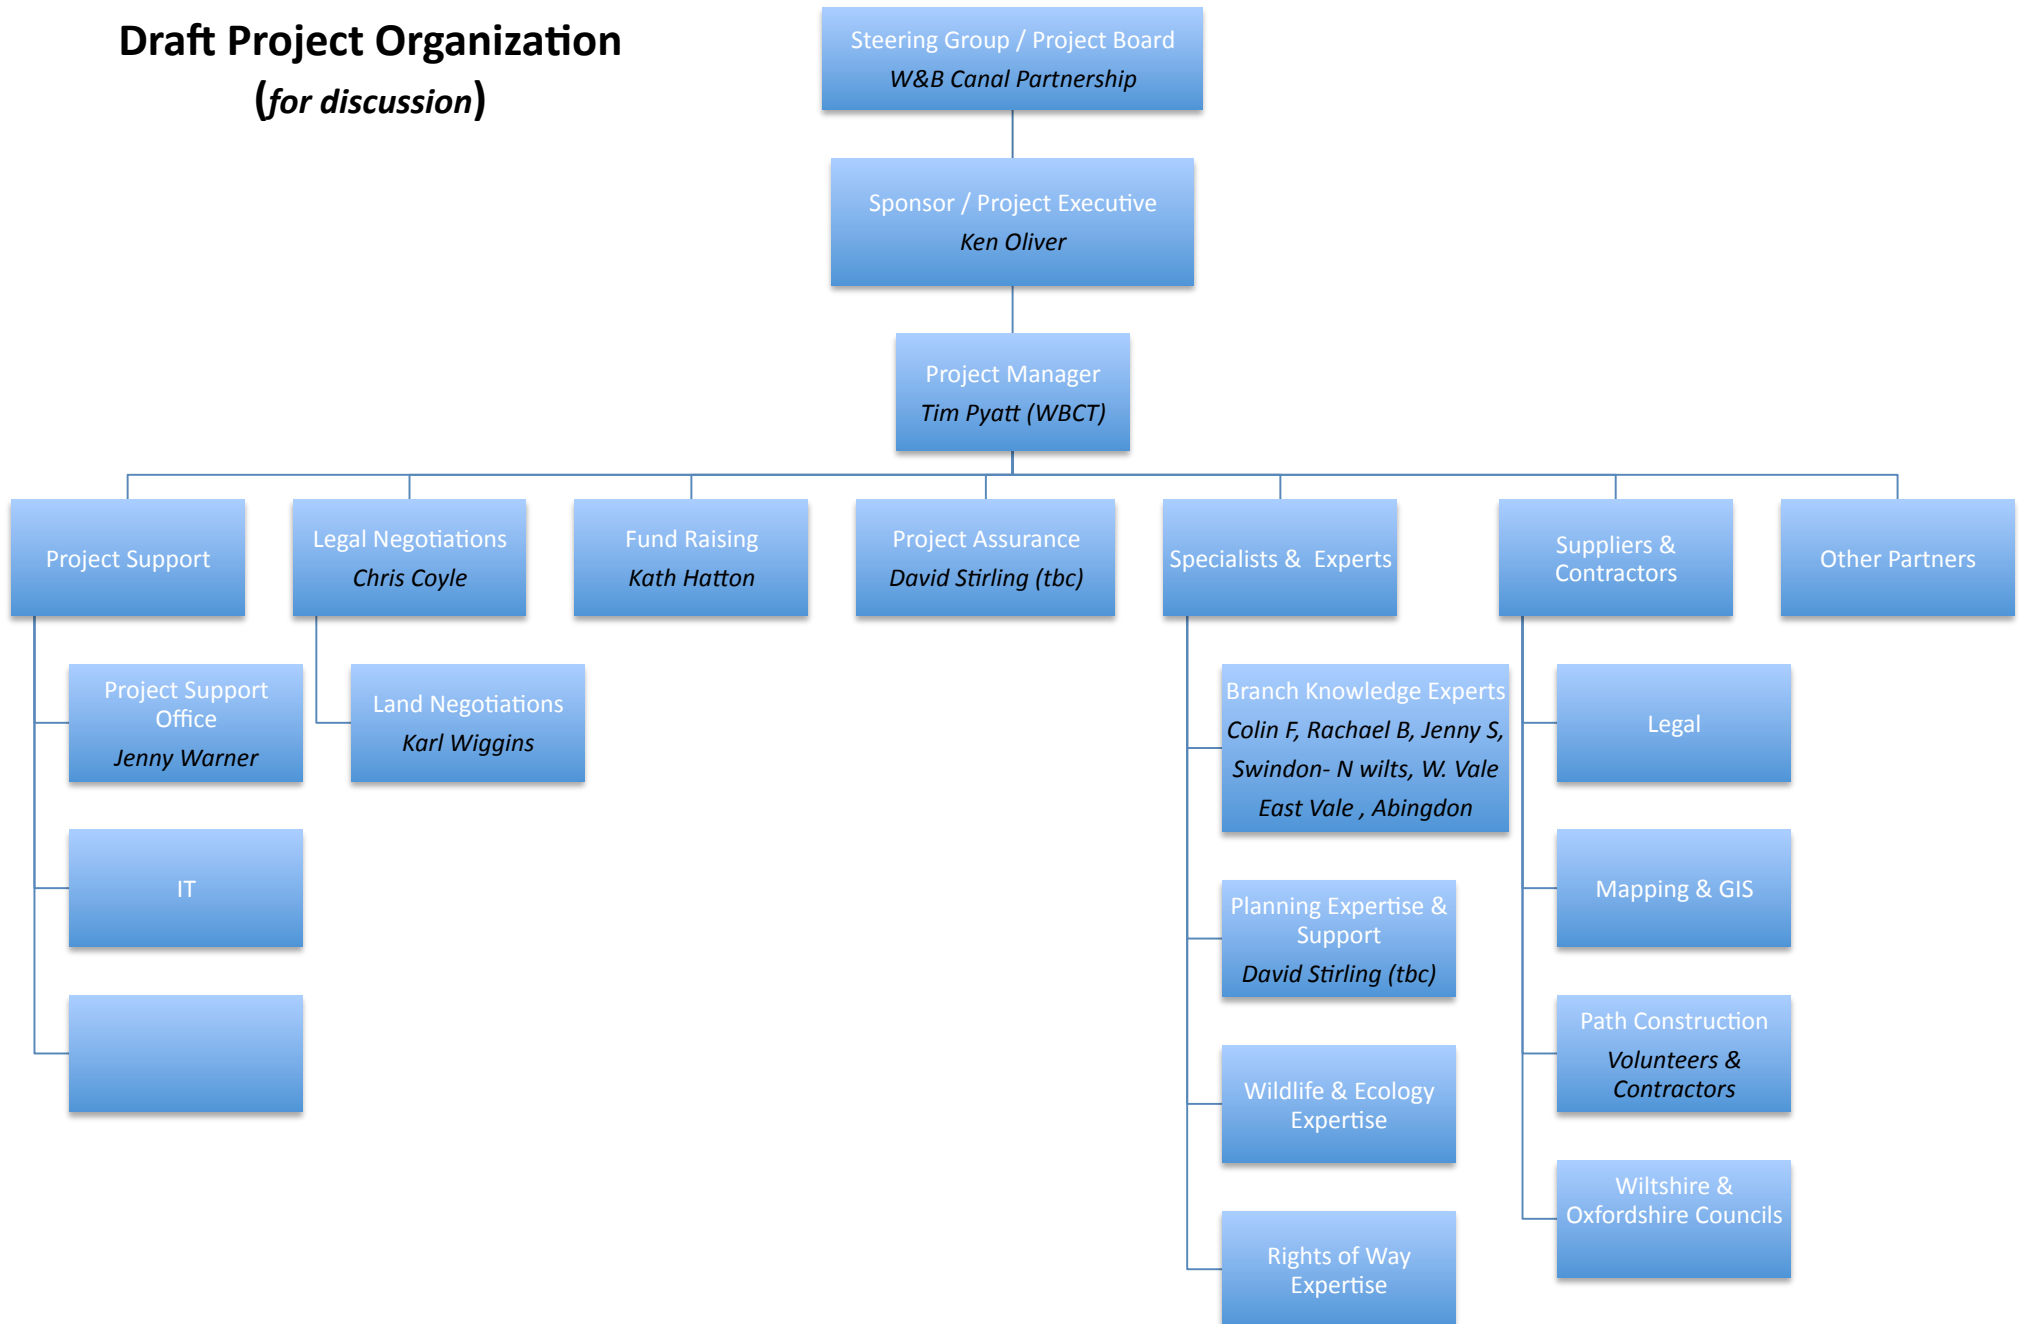 Draft Project Organization
(for discussion)
Steering Group / Project Board
W&B Canal Partnership
Sponsor / Project Executive
Ken Oliver
Project Manager
Tim Pyatt (WBCT)
Project Support
Legal Negotiations
Chris Coyle
Fund Raising
Kath Hatton
Project Assurance
David Stirling (tbc)
Specialists &  Experts
Suppliers &
Contractors
Other Partners
Project Support
Office
Jenny Warner
IT
Land Negotiations
Karl Wiggins
Branch Knowledge Experts
Colin F, Rachael B, Jenny S,
Swindon- N wilts, W. Vale
East Vale , Abingdon
Planning Expertise &
Support
David Stirling (tbc)
Wildlife & Ecology
Expertise
Rights of Way
Expertise
Legal
Mapping & GIS
Path Construction
Volunteers &
Contractors
Wiltshire &
Oxfordshire Councils